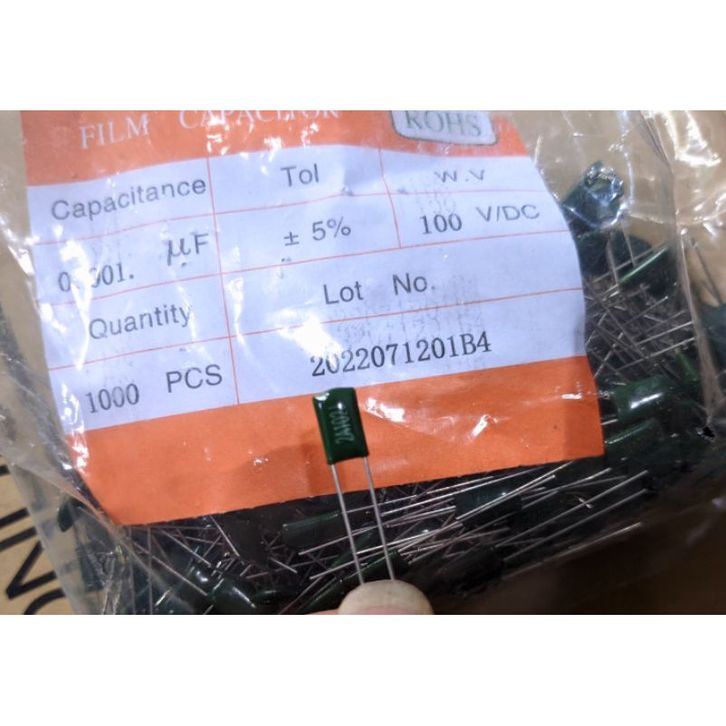 FILM CAPACITOR
ROHS
Capacitance Tol W.V
μF ± 5% 100 V/DC
Quantity Lot No.
1000 PCS 2022071201B4